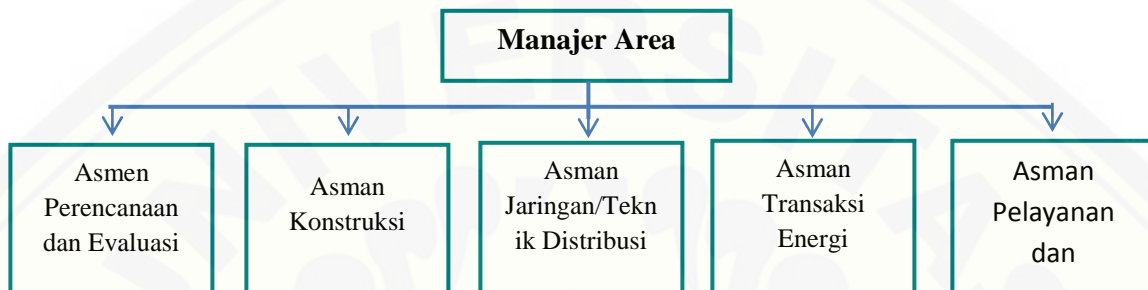 Manajer Area
Asmen
Perencanaan
dan Evaluasi
Asman
Konstruksi
Asman
Jaringan/Tekn
ik Distribusi
Asman
Transaksi
Energi
Asman
Pelayanan
dan
UNIVERSITA